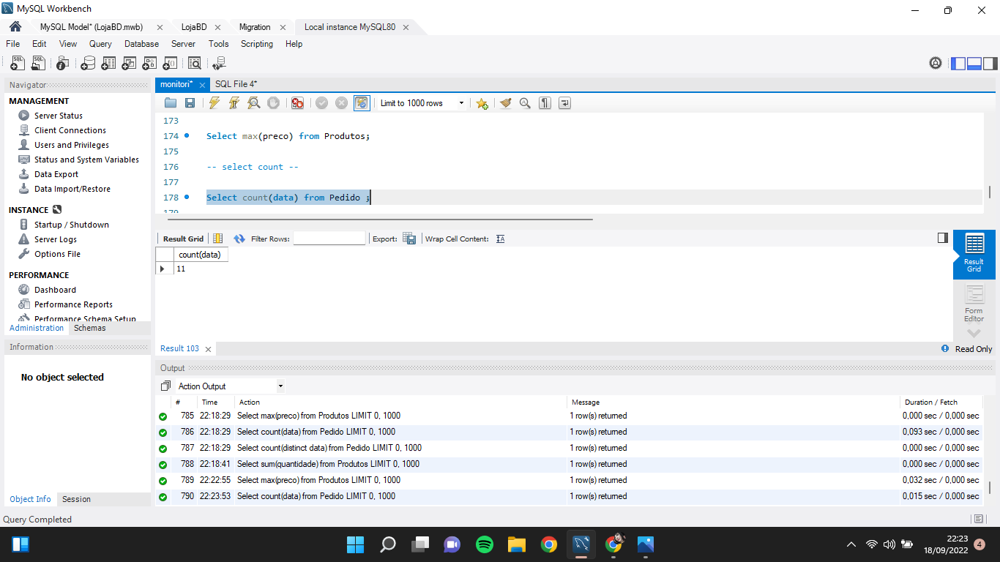 MySQL Workbench
MySQL Model* (LojaBD.mwb) LojaBD Migration Local instance MySQL80
File Edit View Query Database Server Tools Scripting Help
Navigator
MANAGEMENT
Server Status
Client Connections
Users and Privileges
Status and System Variables
Data Export
Data Import/Restore
INSTANCE
Startup / Shutdown
Server Logs
Options File
PERFORMANCE
Dashboard
Performance Reports
Performance Schema Setup
Administration Schemas
Information
No object selected
Object Info Session
monitori* SQL File 4*
Limit to 1000 rows
173
174 Select max(preco) from Produtos;
175
176 -- select count --
177
178 Select count(data) from Pedido ;
179
Result Grid Filter Rows: Export: Wrap Cell Content:
count(data)
11
Result Grid
Form Editor
Result 103 Read Only
Output
Action Output
# Time Action Message Duration / Fetch
785 22:18:29 Select max(preco) from Produtos LIMIT 0, 1000 1 row(s) returned 0,000 sec / 0,000 sec
786 22:18:29 Select count(data) from Pedido LIMIT 0, 1000 1 row(s) returned 0,093 sec / 0,000 sec
787 22:18:29 Select count(distinct data) from Pedido LIMIT 0, 1000 1 row(s) returned 0,000 sec / 0,000 sec
788 22:18:41 Select sum(quantidade) from Produtos LIMIT 0, 1000 1 row(s) returned 0,000 sec / 0,000 sec
789 22:22:55 Select max(preco) from Produtos LIMIT 0, 1000 1 row(s) returned 0,032 sec / 0,000 sec
790 22:23:53 Select count(data) from Pedido LIMIT 0, 1000 1 row(s) returned 0,015 sec / 0,000 sec
Query Completed
22:23
18/09/2022 4